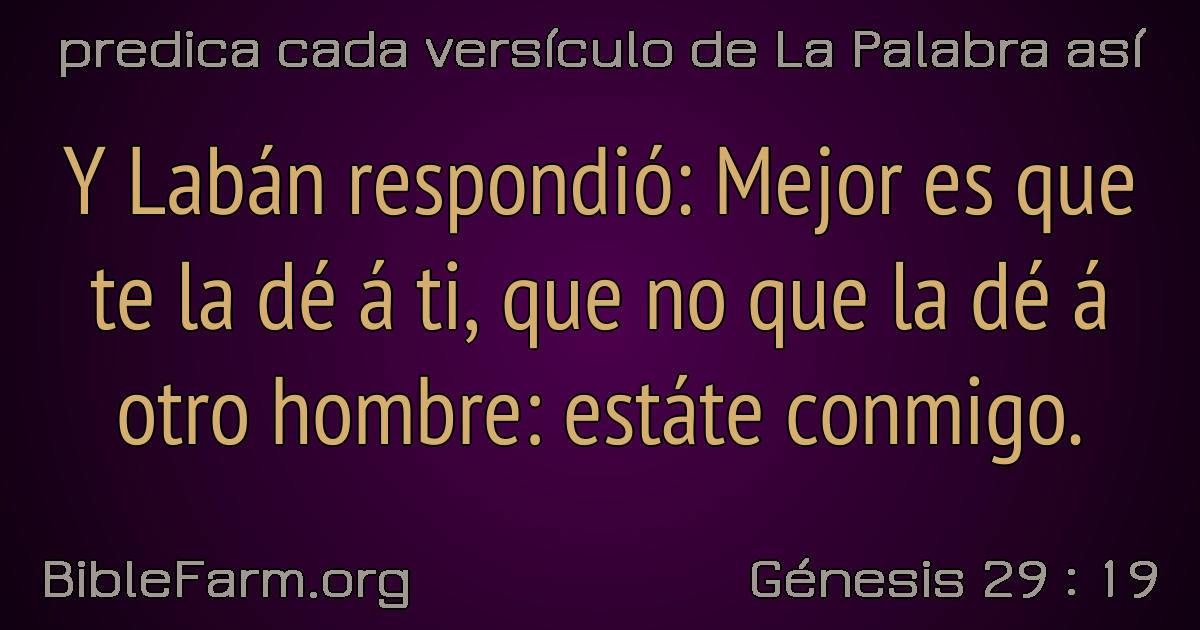 predica cada versículo de La Palabra así
Y Labán respondió: Mejor es que
te la dé á ti, que no que la dé á
otro hombre: estáte conmigo.
BibleFarm.org
Génesis 29 : 19